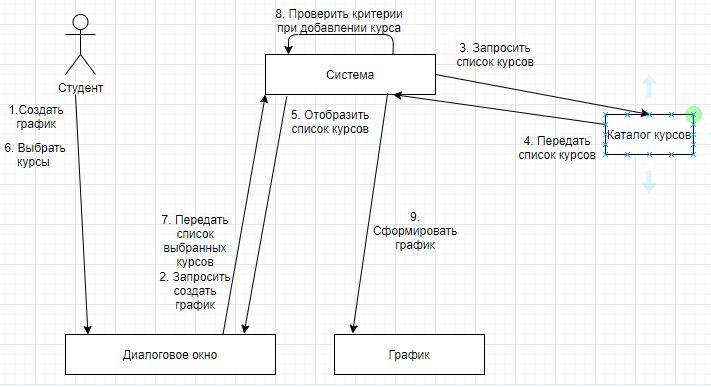 8. Проверить критерии
при добавлении курса
Система
3. Запросить
список курсов
Студент
1.Создать
график
6. Выбрать
курсы
5. Отобразить
список курсов
Каталог курсов
4. Передать
список курсов
7. Передать
список
выбранных
курсов
2. Запросить
создать
график
9.
Сформировать
график
Диалоговое окно
График